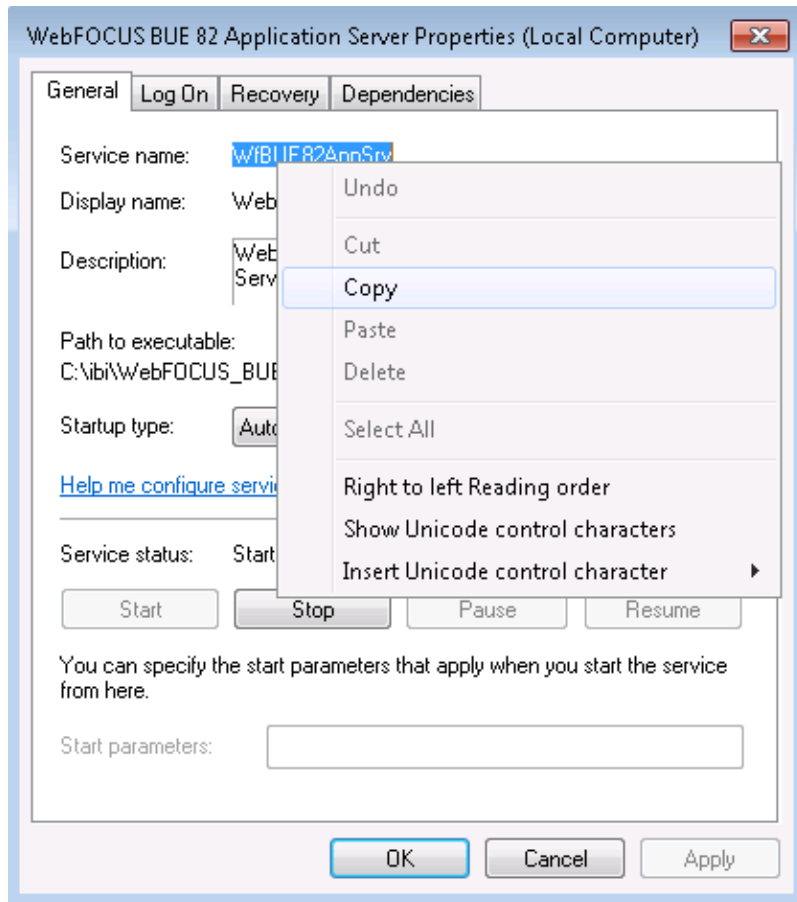 WebFOCUS BUE 82 Application Server Properties (Local Computer)
General Log On Recovery Dependencies
Service name: WfBUE82AppSrv
Display name: Web
Description: Web
Serv
Path to executable:
C:\ibi\WebFOCUS_BUE
Startup type: Auto
Help me configure servi
Service status: Start
Start Stop Pause Resume
You can specify the start parameters that apply when you start the service
from here.
Start parameters:
OK Cancel Apply
Undo
Cut
Copy
Paste
Delete
Select All
Right to left Reading order
Show Unicode control characters
Insert Unicode control character